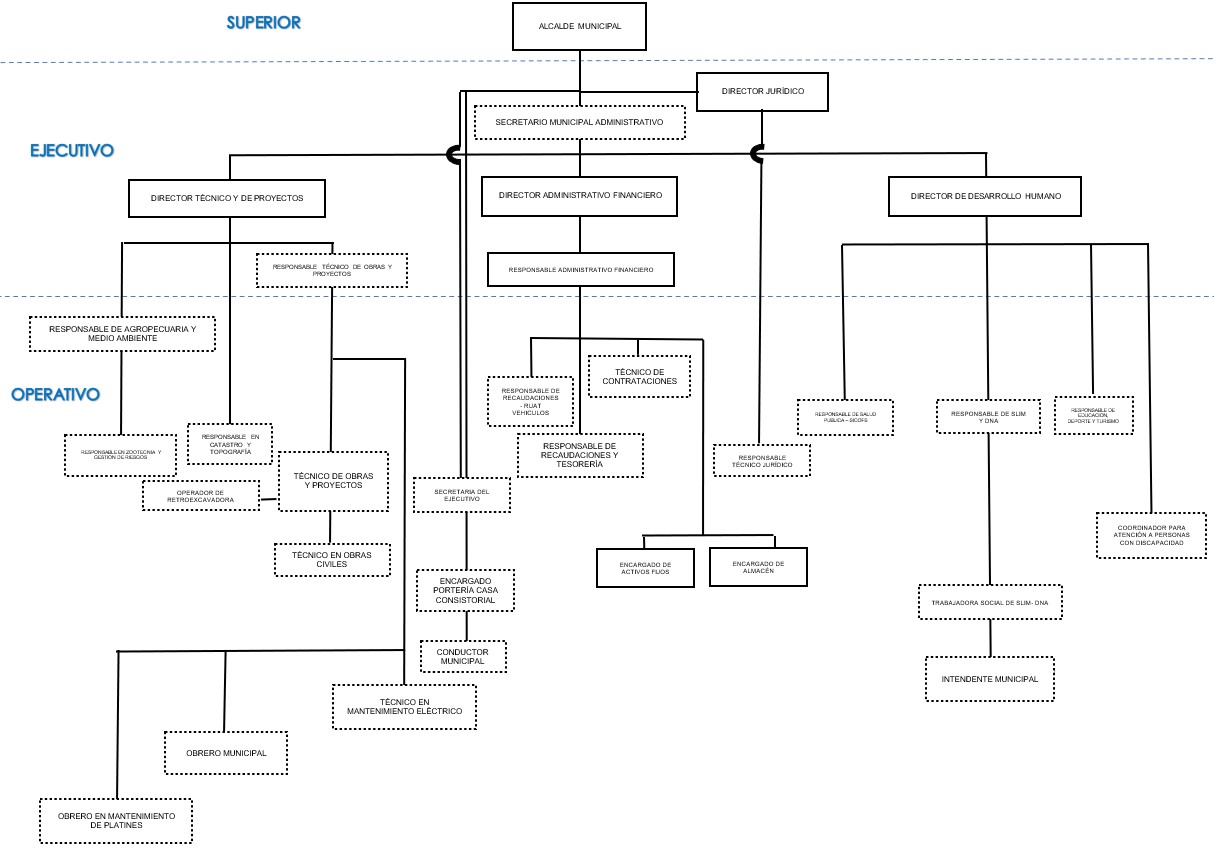 SUPERIOR
ALCALDE MUNICIPAL
DIRECTOR JURÍDICO
SECRETARIO MUNICIPAL ADMINISTRATIVO
EJECUTIVO
DIRECTOR TÉCNICO Y DE PROYECTOS
DIRECTOR ADMINISTRATIVO FINANCIERO
DIRECTOR DE DESARROLLO HUMANO
RESPONSABLE TÉCNICO DE OBRAS Y
PROYECTOS
RESPONSABLE ADMINISTRATIVO FINANCIERO
RESPONSABLE DE AGROPECUARIA Y
MEDIO AMBIENTE
OPERATIVO
RESPONSABLE DE
RECAUDACIONES
- RUAT
VEHICULOS
TÉCNICO DE
CONTRATACIONES
RESPONSABLE DE SALUD
PUBLICA – SICOFS
RESPONSABLE DE SLIM
Y DNA
RESPONSABLE DE
EDUCACIÓN,
DEPORTE Y TURISMO
RESPONSABLE EN ZOOTECNIA Y
GESTIÓN DE RIESGOS
RESPONSABLE EN
CATASTRO Y
TOPOGRAFÍA
RESPONSABLE DE
RECAUDACIONES Y
TESORERÍA
RESPONSABLE
TÉCNICO JURÍDICO
OPERADOR DE
RETROEXCAVADORA
TÉCNICO DE OBRAS
Y PROYECTOS
SECRETARIA DEL
EJECUTIVO
COORDINADOR PARA
ATENCIÓN A PERSONAS
CON DISCAPACIDAD
TÉCNICO EN OBRAS
CIVILES
ENCARGADO DE
ACTIVOS FIJOS
ENCARGADO DE
ALMACÉN
ENCARGADO
PORTERÍA CASA
CONSISTORIAL
TRABAJADORA SOCIAL DE SLIM- DNA
CONDUCTOR
MUNICIPAL
INTENDENTE MUNICIPAL
TÉCNICO EN
MANTENIMIENTO ELÉCTRICO
OBRERO MUNICIPAL
OBRERO EN MANTENIMIENTO
DE PLATINES